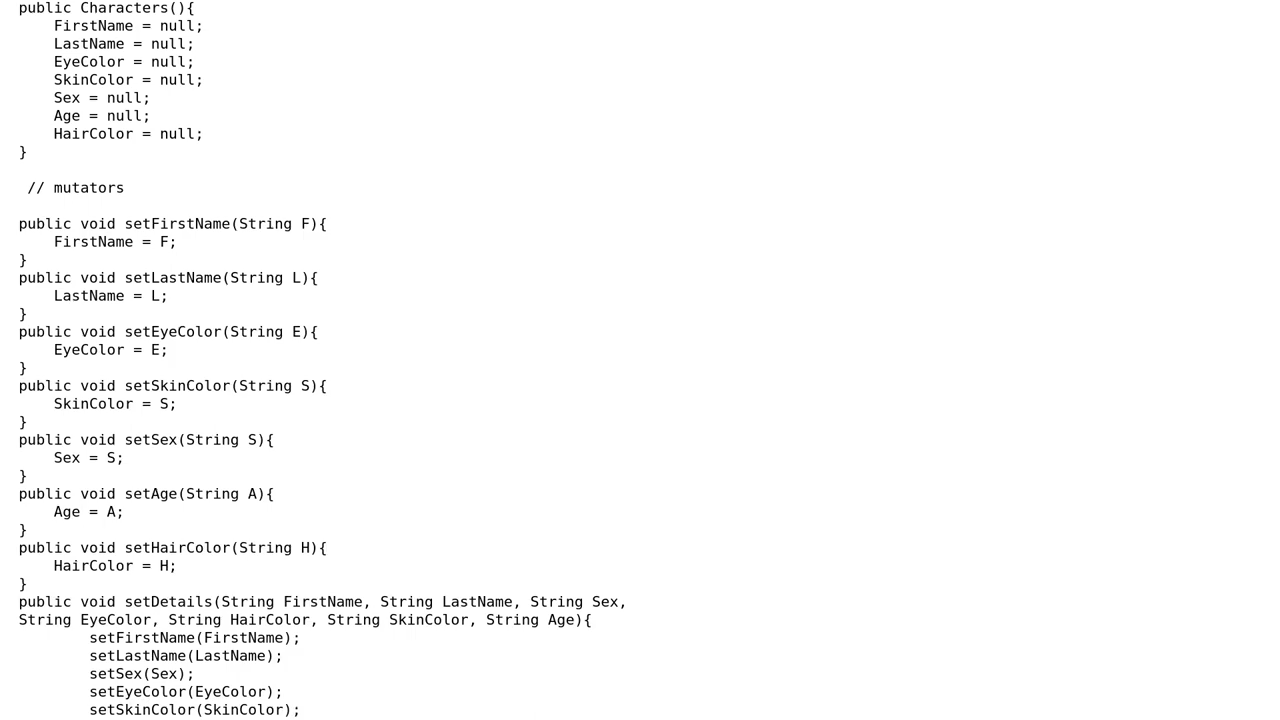 public Characters(){
    FirstName = null;
    LastName = null;
    EyeColor = null;
    SkinColor = null;
    Sex = null;
    Age = null;
    HairColor = null;
}
// mutators
public void setFirstName(String F){
    FirstName = F;
}
public void setLastName(String L){
    LastName = L;
}
public void setEyeColor(String E){
    EyeColor = E;
}
public void setSkinColor(String S){
    SkinColor = S;
}
public void setSex(String S){
    Sex = S;
}
public void setAge(String A){
    Age = A;
}
public void setHairColor(String H){
    HairColor = H;
}
public void setDetails(String FirstName, String LastName, String Sex,
String EyeColor, String HairColor, String SkinColor, String Age){
        setFirstName(FirstName);
        setLastName(LastName);
        setSex(Sex);
        setEyeColor(EyeColor);
        setSkinColor(SkinColor);